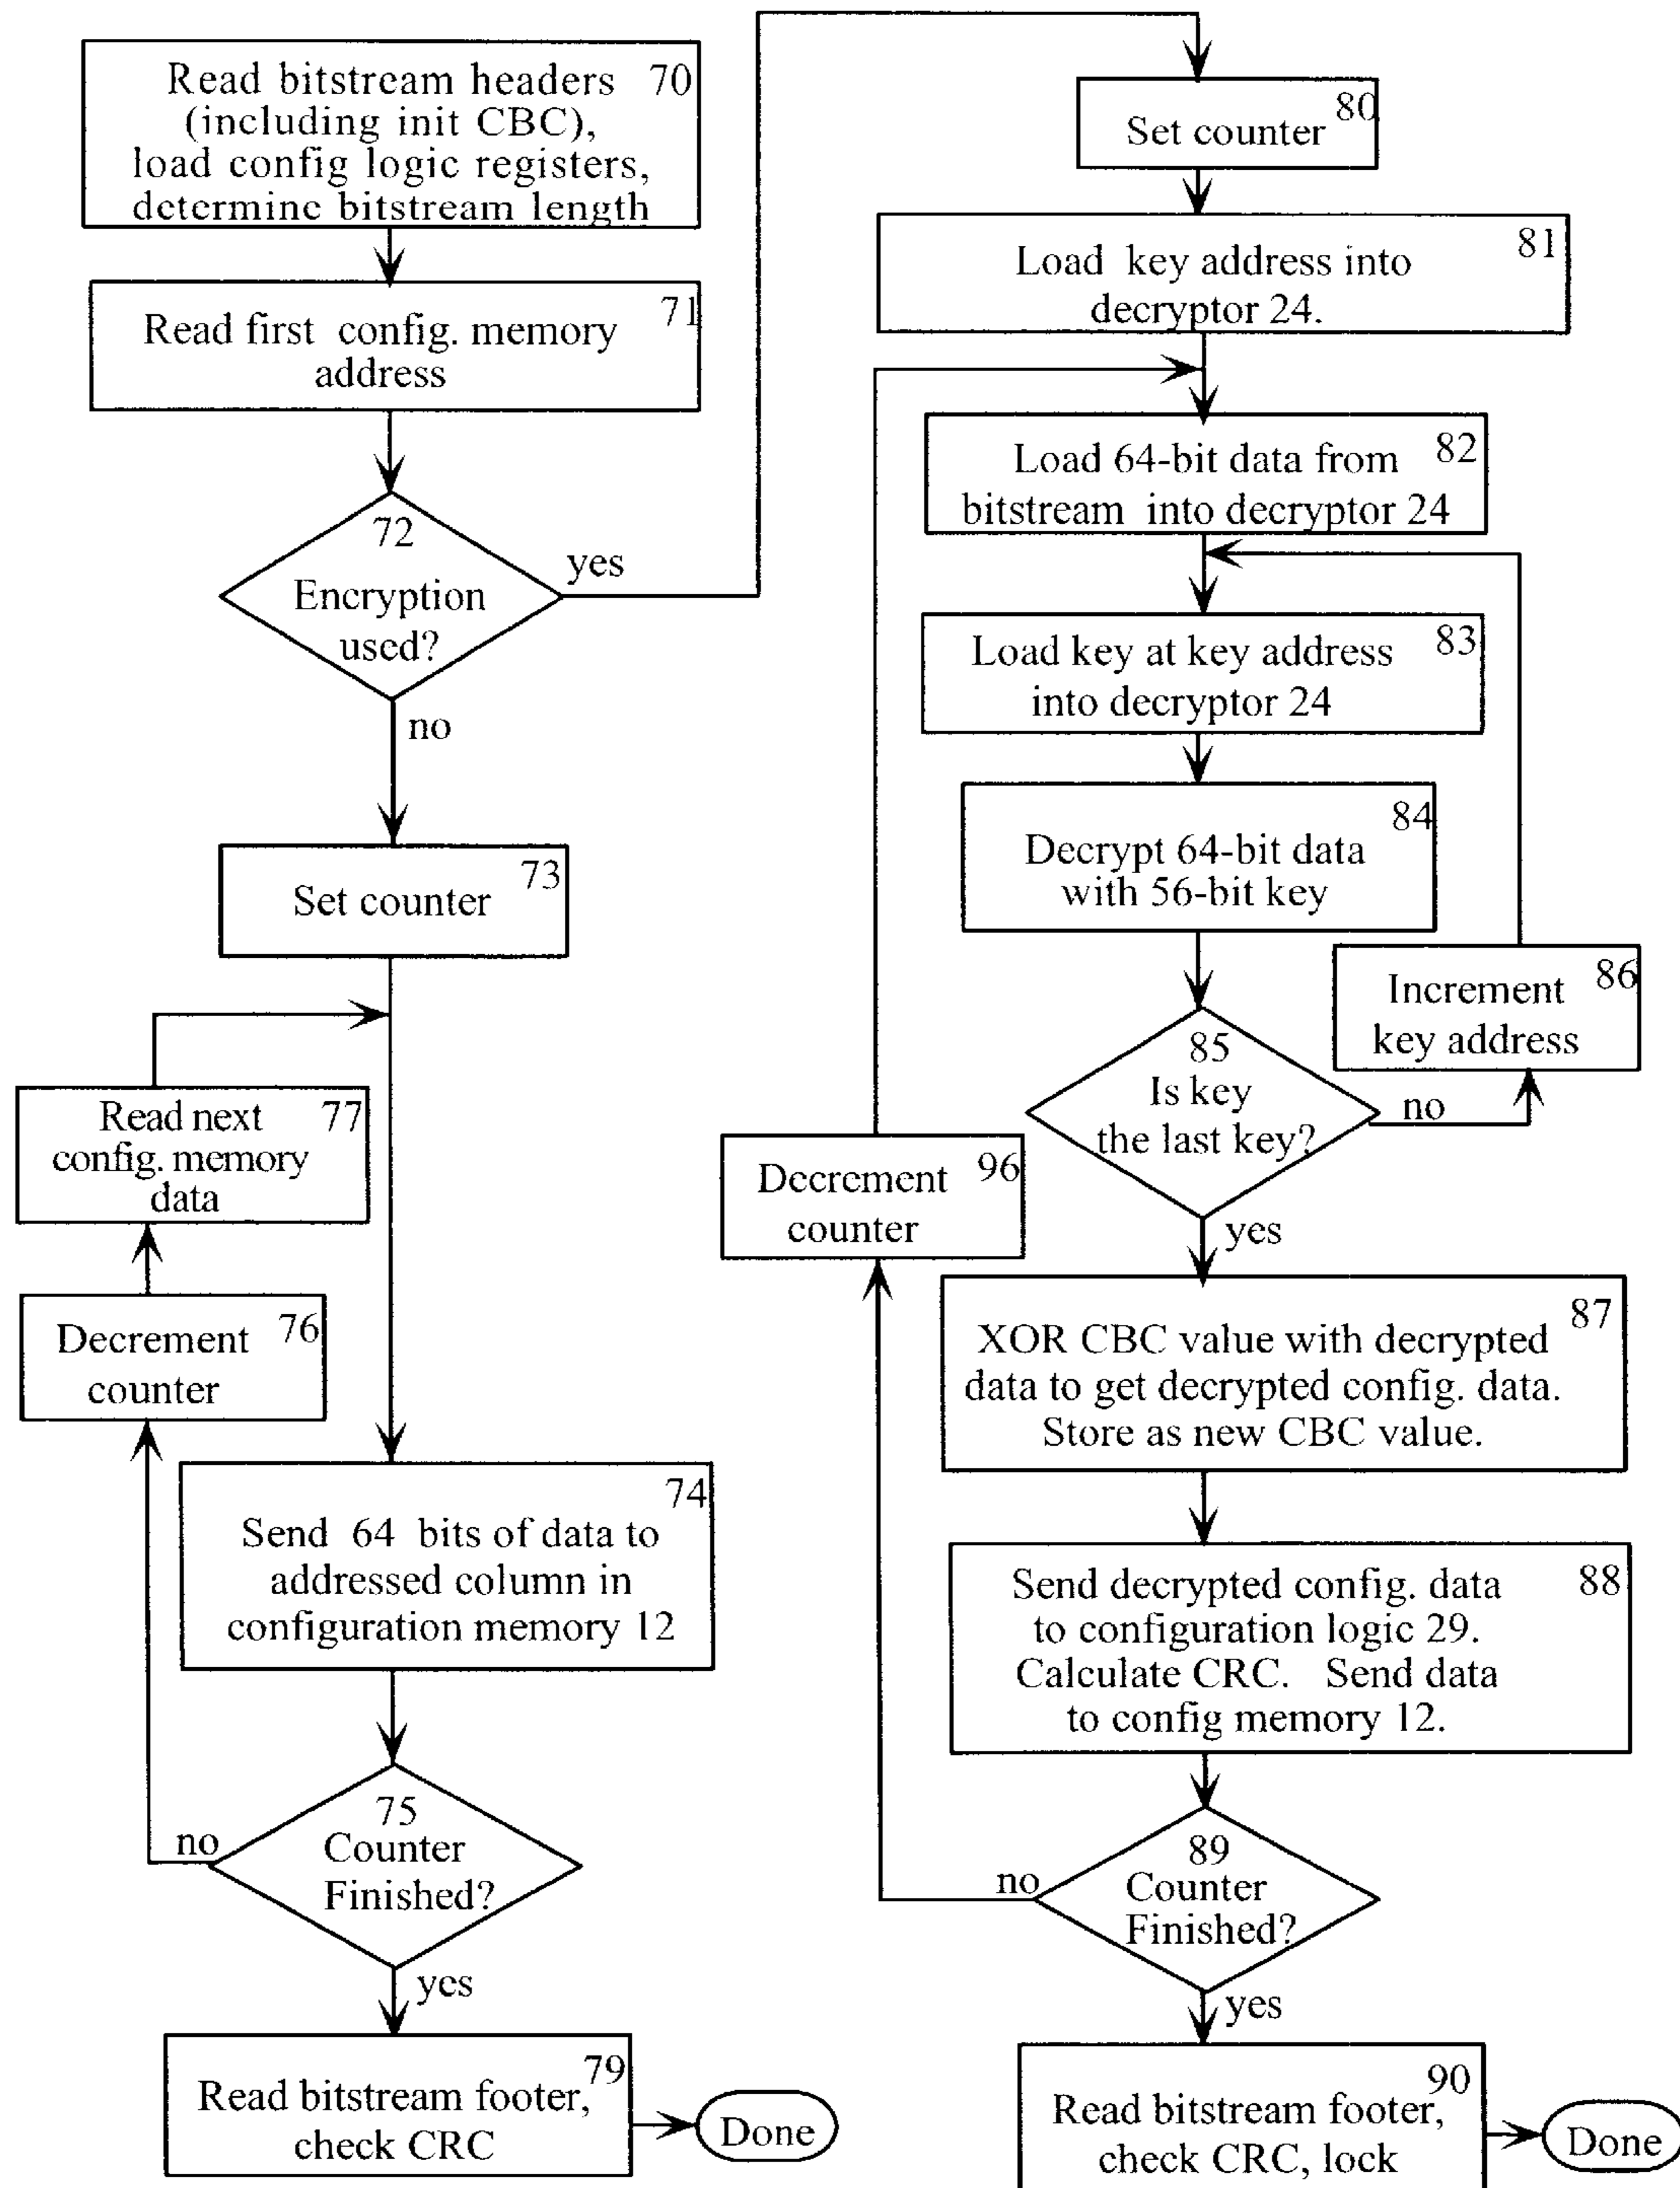 Read bitstream headers 70
(including init CBC),
load config logic registers,
determine bitstream length
Read first config. memory 71
address
72
Encryption
used?
yes
no
73
Set counter
Read next 77
config. memory
data
Decrement 76
counter
74
Send 64 bits of data to
addressed column in
configuration memory 12
75
Counter
Finished?
no
yes
79
Read bitstream footer,
check CRC
Done
80
Set counter
81
Load key address into
decryptor 24.
Load 64-bit data from 82
bitstream into decryptor 24
Load key at key address 83
into decryptor 24
84
Decrypt 64-bit data
with 56-bit key
85
Is key
the last key?
no
86
Increment
key address
yes
Decrement 96
counter
87
XOR CBC value with decrypted
data to get decrypted config. data.
Store as new CBC value.
Send decrypted config. data 88
to configuration logic 29.
Calculate CRC. Send data
to config memory 12.
89
Counter
Finished?
no
yes
90
Read bitstream footer,
check CRC, lock
Done